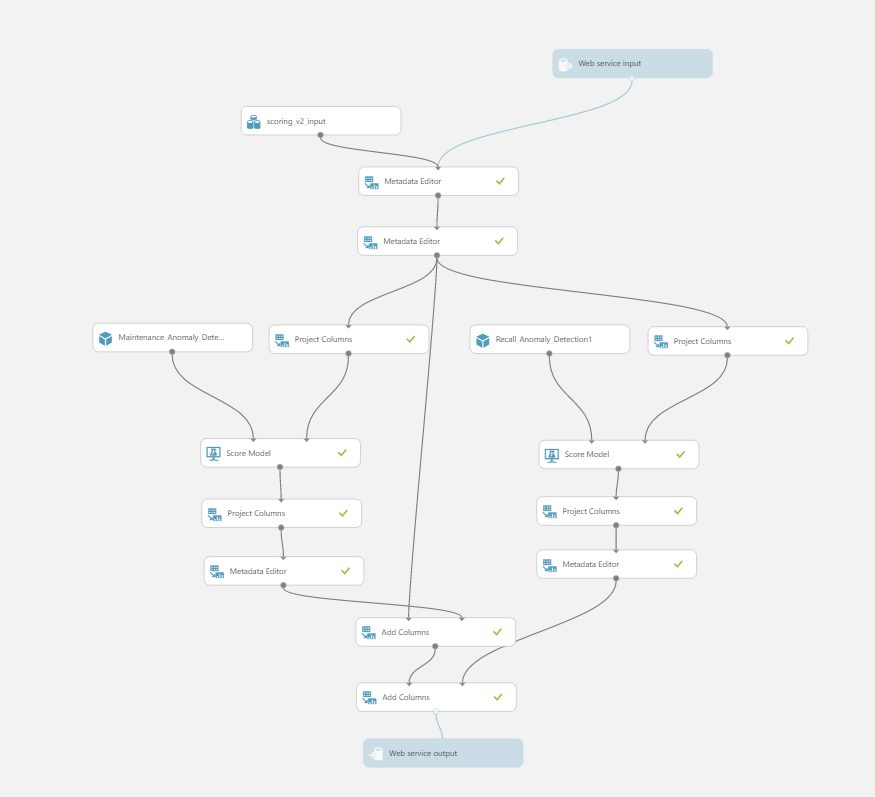 Web service input
scoring_v2_input
Metadata Editor
Metadata Editor
Maintenance_Anomaly_Dete...
Project Columns
Recall_Anomaly_Detection1
Project Columns
Score Model
Score Model
Project Columns
Project Columns
Metadata Editor
Metadata Editor
Add Columns
Add Columns
Web service output